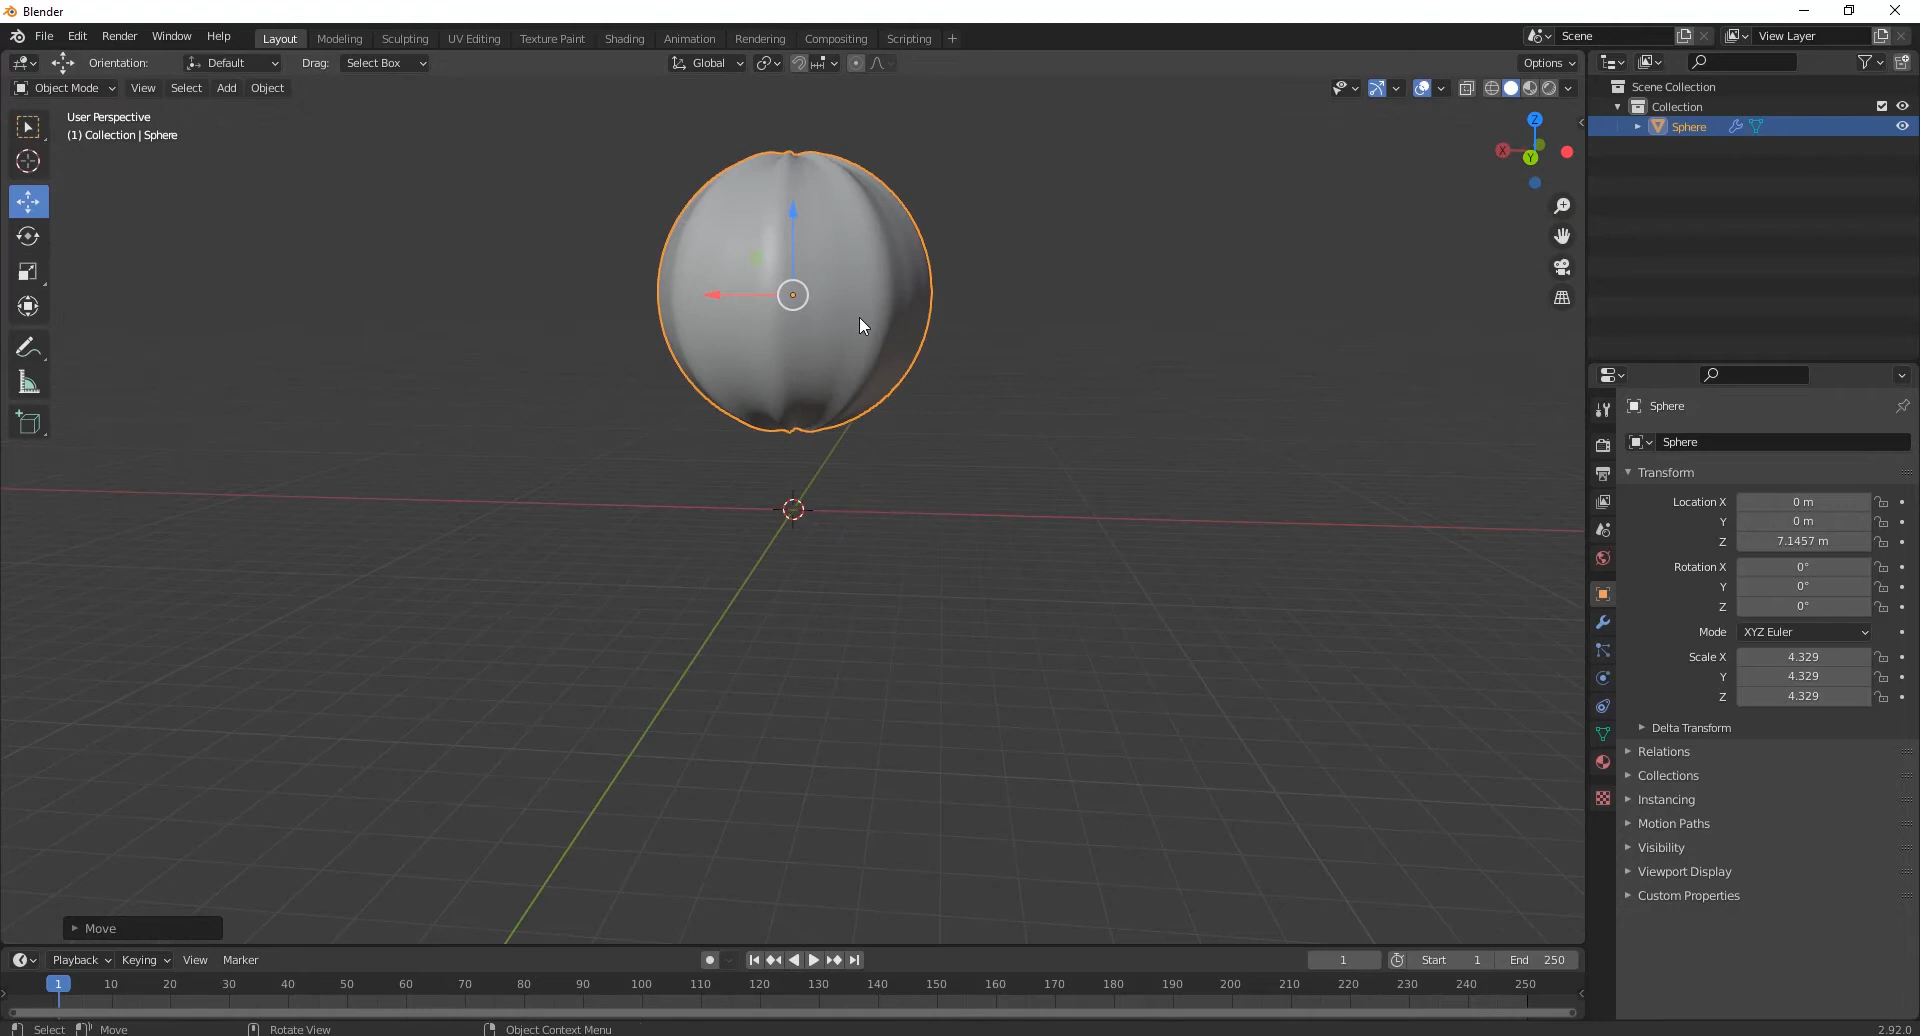 Blender
File Edit Render Window Help Layout Modeling Sculpting UV Editing Texture Paint Shading Animation Rendering Compositing Scripting Scene View Layer
Orientation: Default Drag: Select Box Global Options
Object Mode View Select Add Object
User Perspective
(1) Collection | Sphere
Z
X
Y
Scene Collection
Collection
Sphere
Sphere
Sphere
Transform
Location X 0 m
Y 0 m
Z 7.1457 m
Rotation X 0°
Y 0°
Z 0°
Mode XYZ Euler
Scale X 4.329
Y 4.329
Z 4.329
Delta Transform
Relations
Collections
Instancing
Motion Paths
Visibility
Viewport Display
Custom Properties
Move
Playback Keying View Marker 1 Start 1 End 250
1 10 20 30 40 50 60 70 80 90 100 110 120 130 140 150 160 170 180 190 200 210 220 230 240 250
Select Move Rotate View Object Context Menu 2.92.0